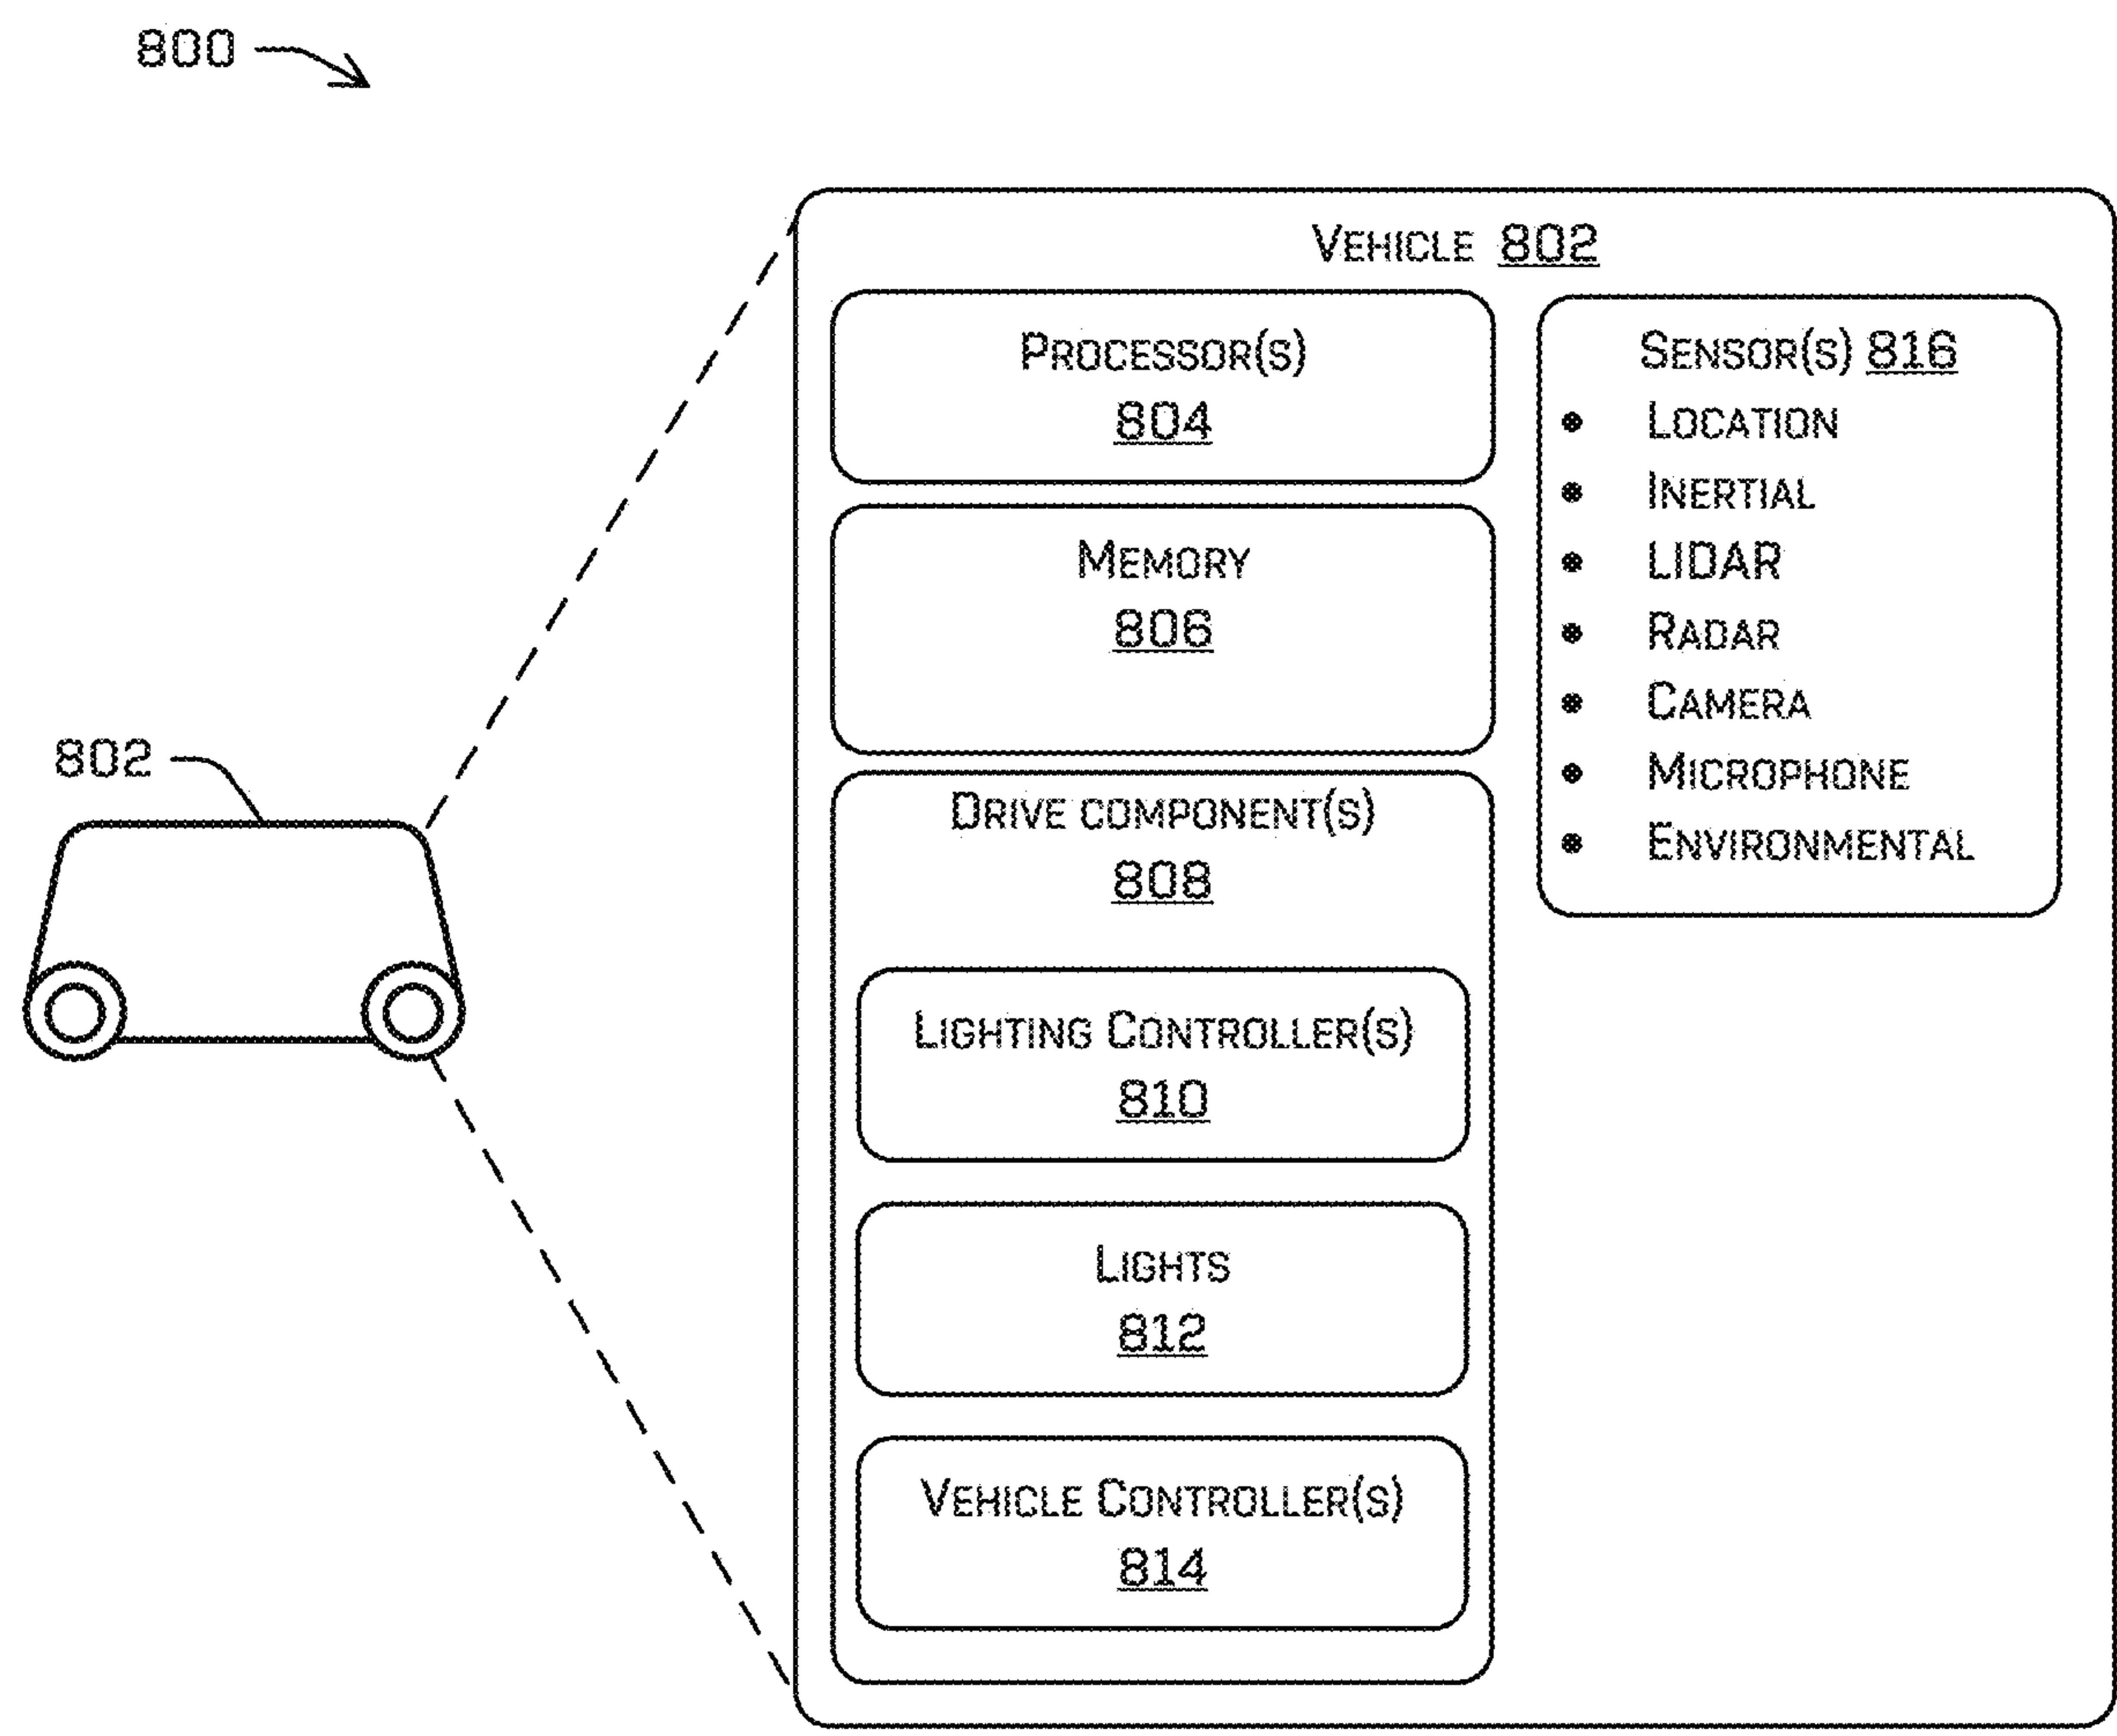 800
802
Vehicle 802
Processor(s)
804
Memory
806
Drive component(s)
808
Lighting Controller(s)
810
Lights
812
Vehicle Controller(s)
814
Sensor(s) 816
• Location
• Inertial
• LIDAR
• Radar
• Camera
• Microphone
• Environmental